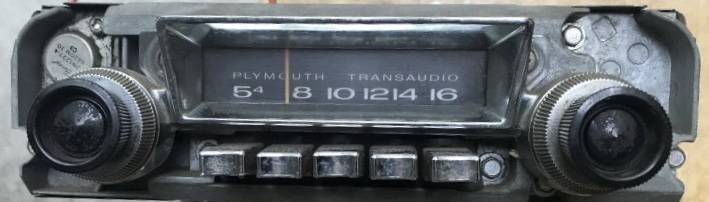 PLYMOUTH TRANSAUDIO
5⁴ 8 10 12 14 16